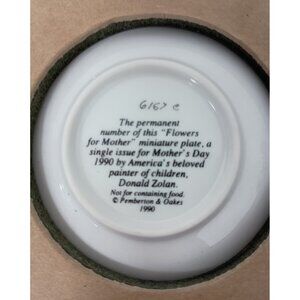 6167 C
The permanent
number of this "Flowers
for Mother" miniature plate, a
single issue for Mother's Day
1990 by America's beloved
painter of children,
Donald Zolan.
Not for containing food.
© Pemberton & Oakes
1990